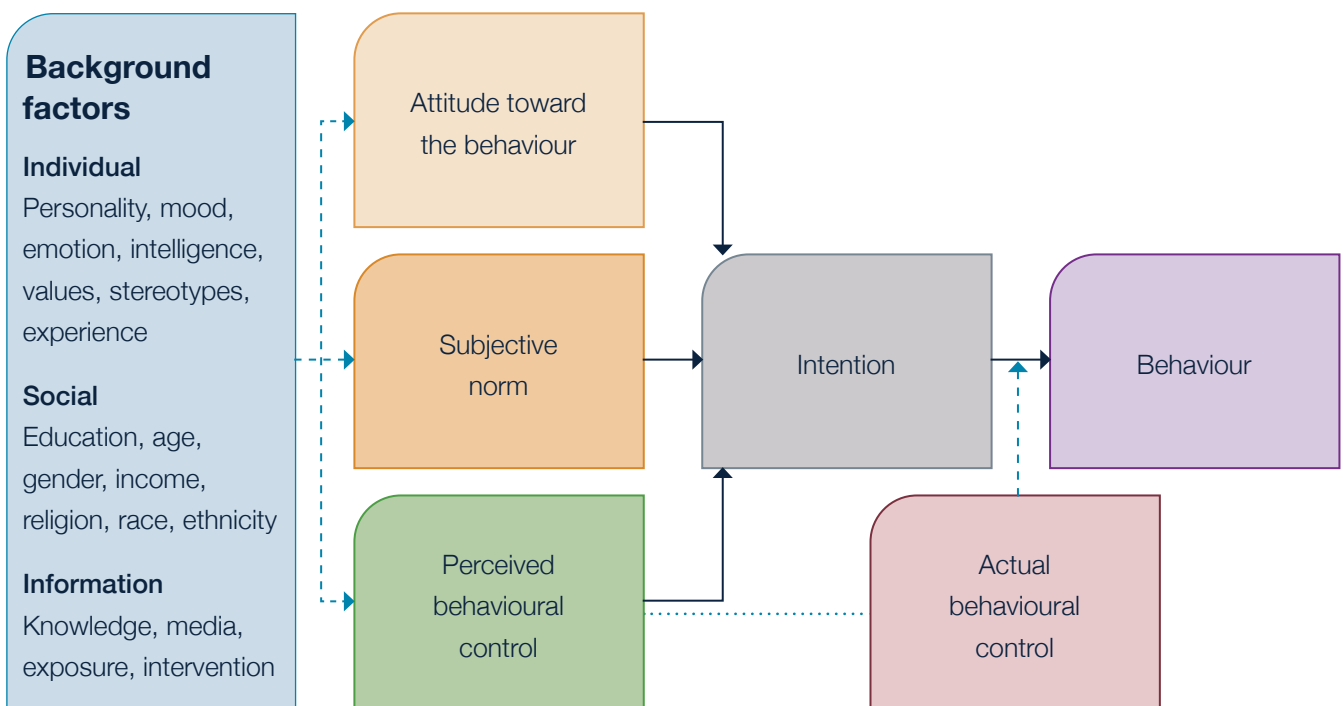 Background
factors
Individual
Personality, mood,
emotion, intelligence,
values, stereotypes,
experience
Social
Education, age,
gender, income,
religion, race, ethnicity
Information
Knowledge, media,
exposure, intervention
Attitude toward
the behaviour
Subjective
norm
Perceived
behavioural
control
Intention
Actual
behavioural
control
Behaviour